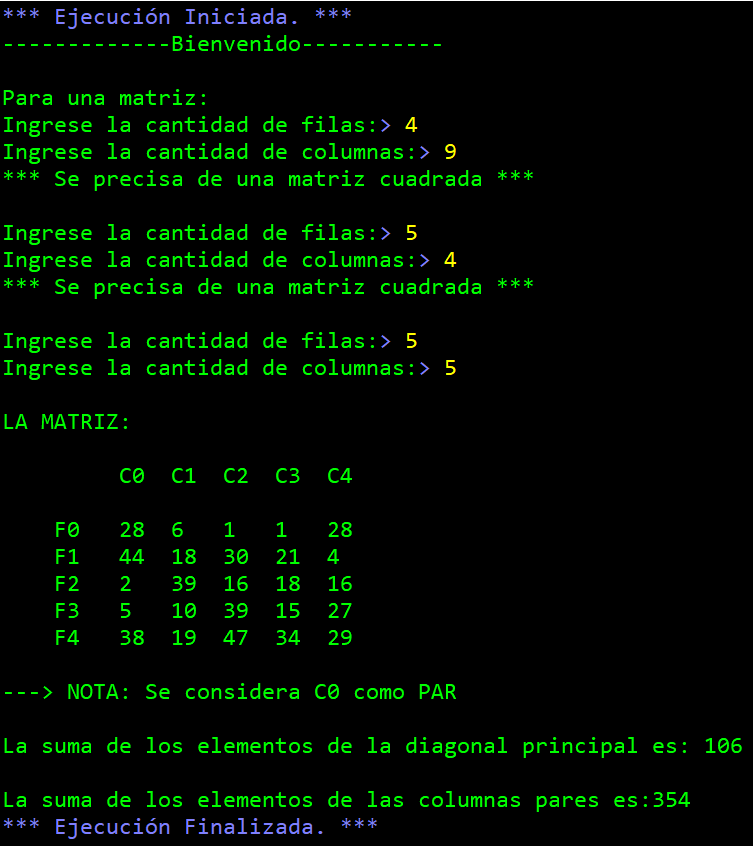 *** Ejecución Iniciada. ***
-------------Bienvenido-----------
Para una matriz:
Ingrese la cantidad de filas:> 4
Ingrese la cantidad de columnas:> 9
*** Se precisa de una matriz cuadrada ***
Ingrese la cantidad de filas:> 5
Ingrese la cantidad de columnas:> 4
*** Se precisa de una matriz cuadrada ***
Ingrese la cantidad de filas:> 5
Ingrese la cantidad de columnas:> 5
LA MATRIZ:
C0 C1 C2 C3 C4
F0 28 6 1 1 28
F1 44 18 30 21 4
F2 2 39 16 18 16
F3 5 10 39 15 27
F4 38 19 47 34 29
---> NOTA: Se considera C0 como PAR
La suma de los elementos de la diagonal principal es: 106
La suma de los elementos de las columnas pares es:354
*** Ejecución Finalizada. ***